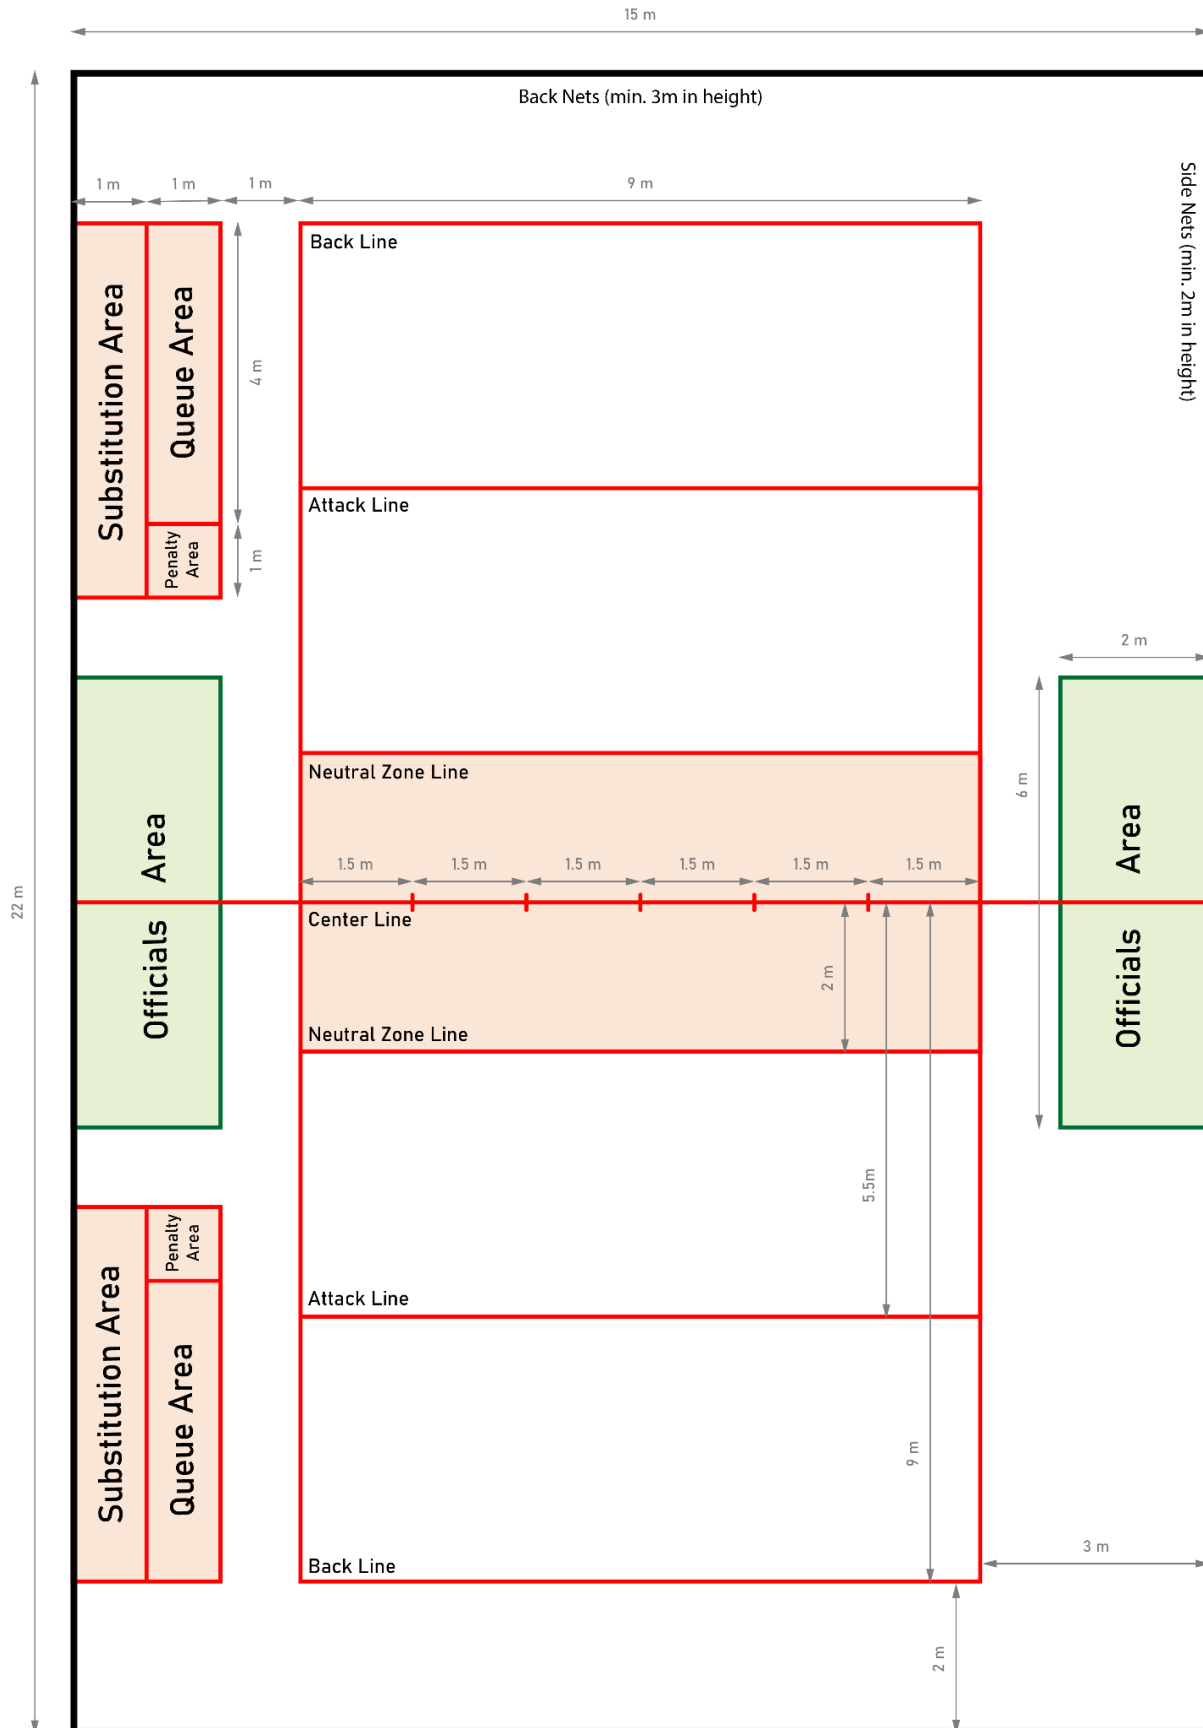 15 m
Back Nets (min. 3m in height)
Side Nets (min. 2m in height)
1 m
1 m
1 m
9 m
Back Line
Substitution Area
Queue Area
4 m
Attack Line
Penalty
Area
1 m
2 m
Neutral Zone Line
6 m
Officials Area
Officials Area
1.5 m
1.5 m
1.5 m
1.5 m
1.5 m
1.5 m
22 m
Center Line
2 m
Neutral Zone Line
5.5m
Penalty
Area
Substitution Area
Queue Area
Attack Line
9 m
Back Line
3 m
2 m